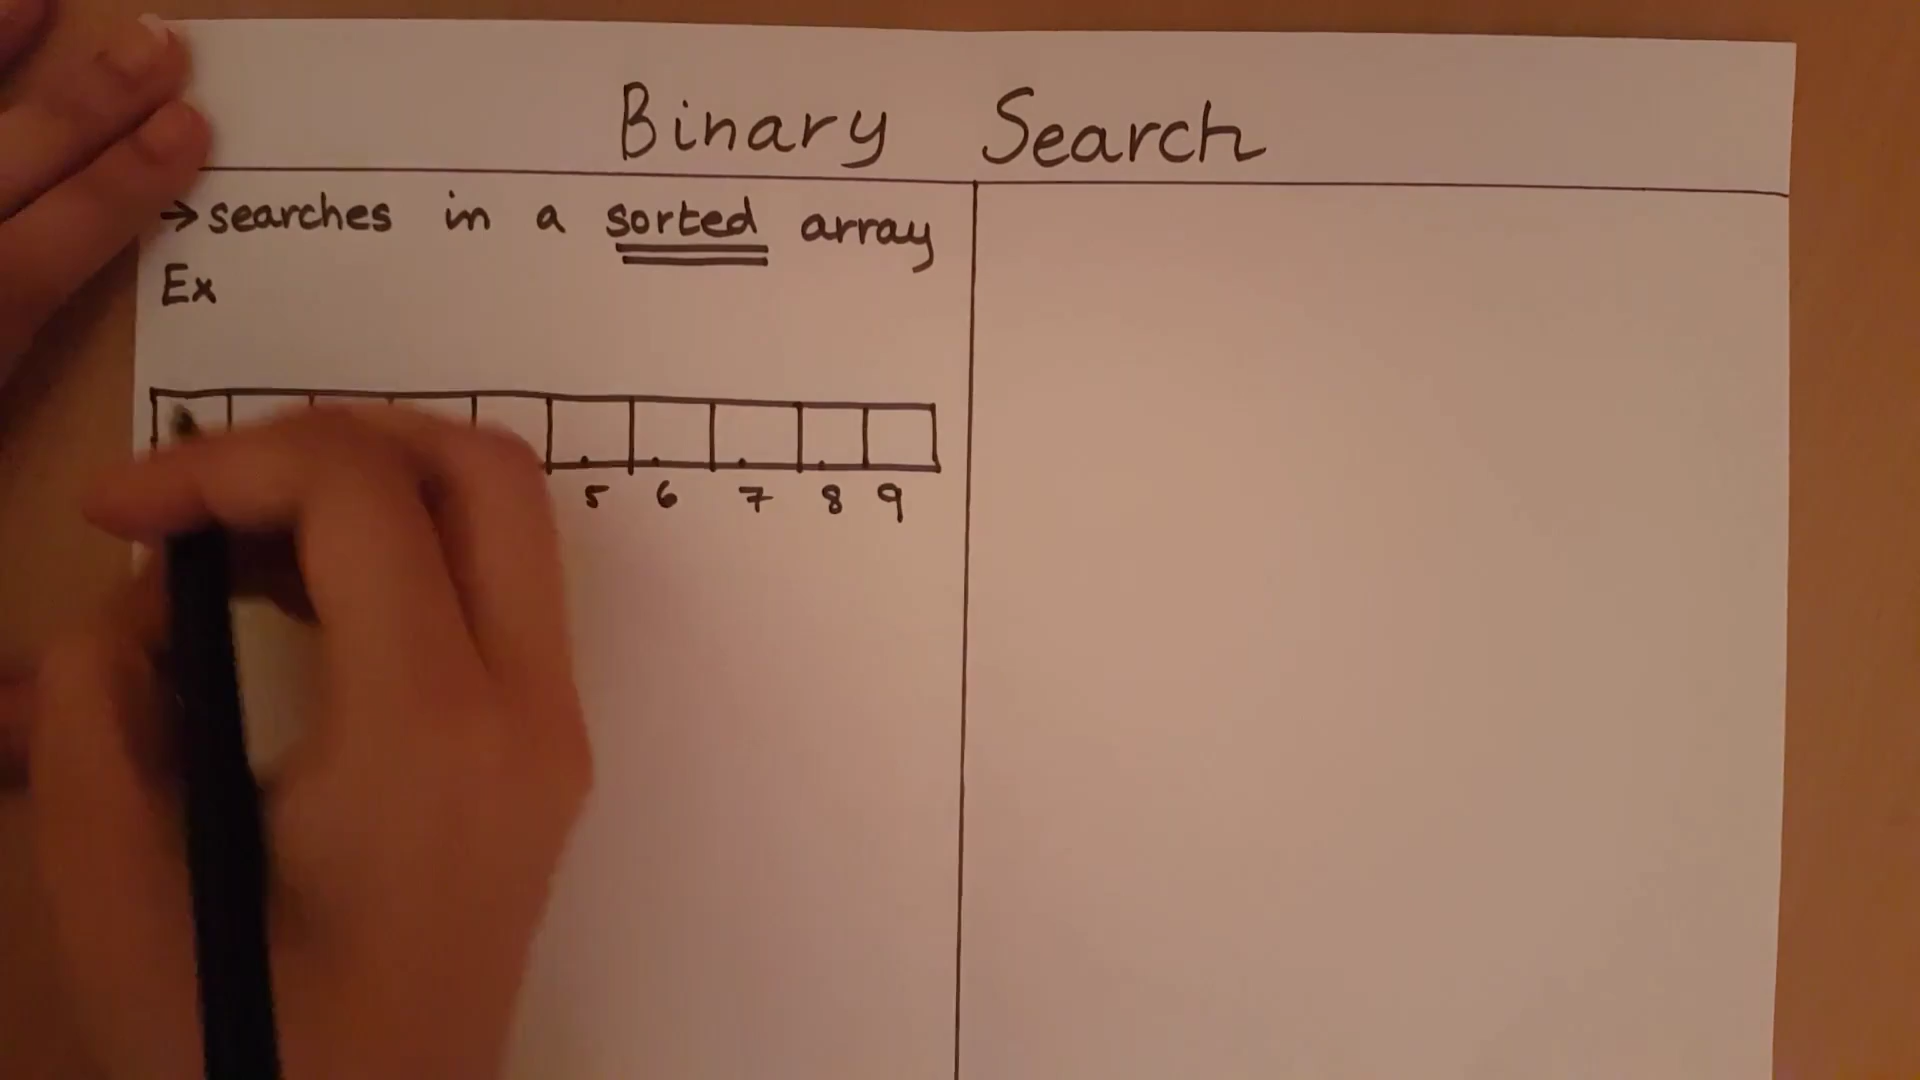 Binary Search
→ searches in a sorted array
Ex
5 6 7 8 9